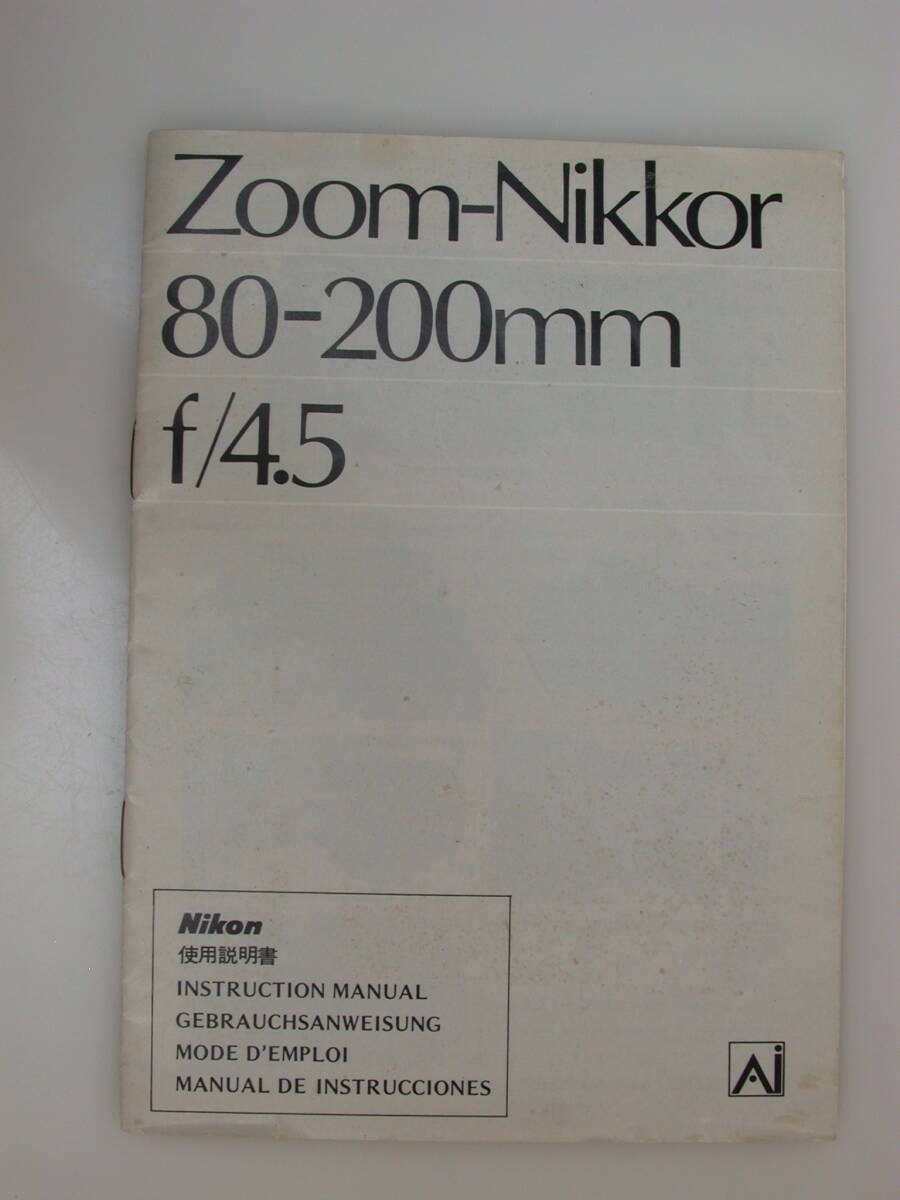 Zoom-Nikkor
80-200mm
f/4.5
Nikon
使用説明書
INSTRUCTION MANUAL
GEBRAUCHSANWEISUNG
MODE D'EMPLOI
MANUAL DE INSTRUCCIONES
Ai